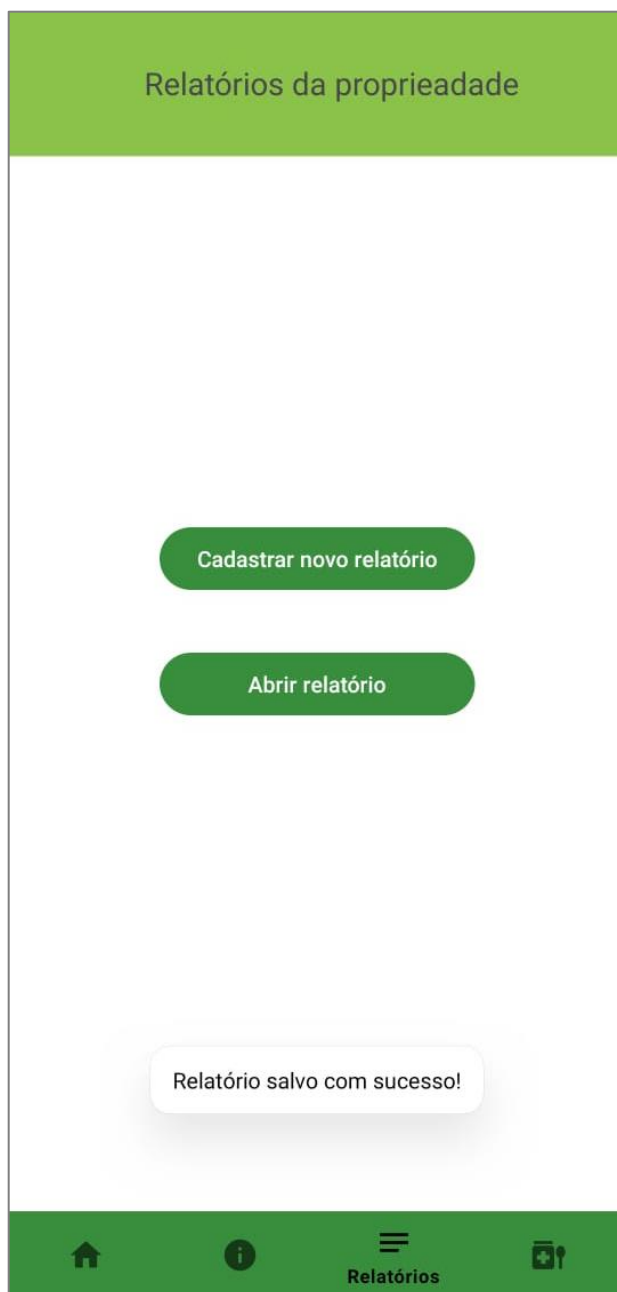 Relatórios da proprieadade
Cadastrar novo relatório
Abrir relatório
Relatório salvo com sucesso!
Relatórios